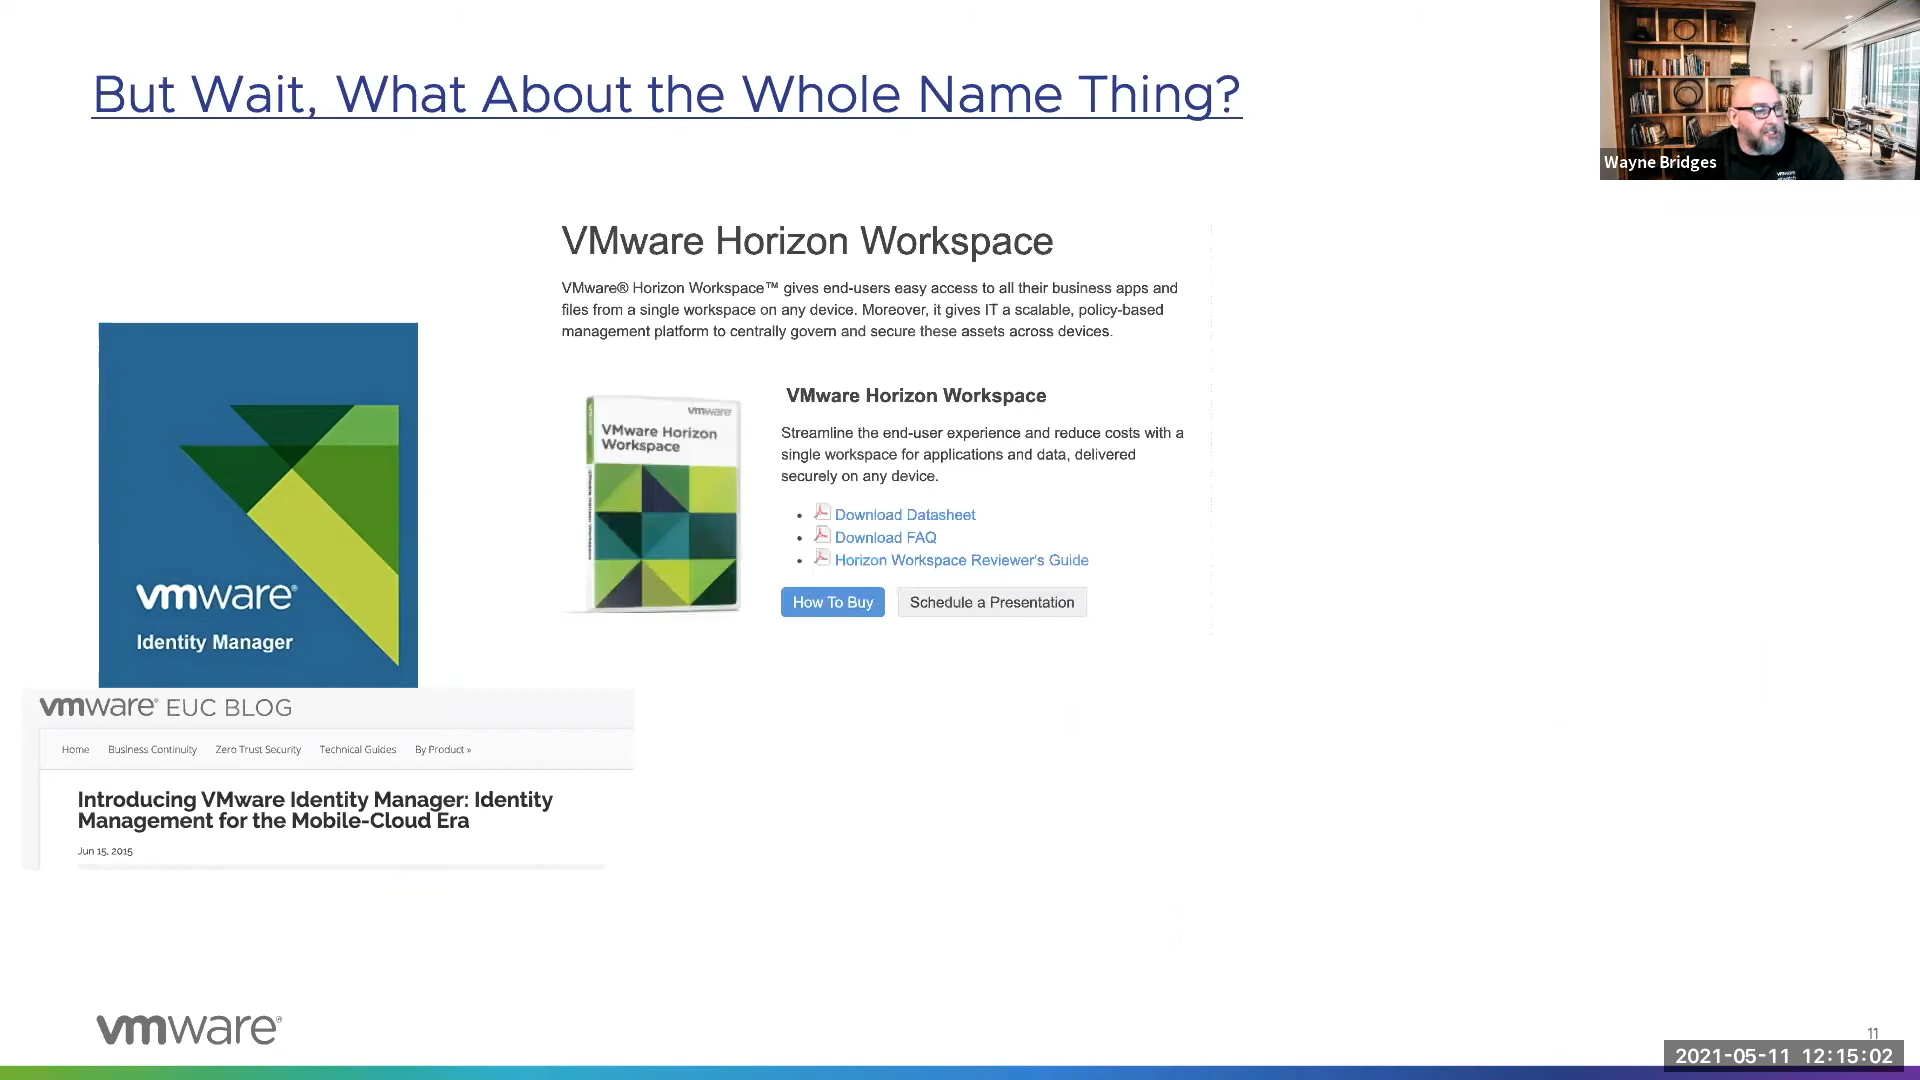 But Wait, What About the Whole Name Thing?
Wayne Bridges
VMware Horizon Workspace
VMware® Horizon Workspace™ gives end-users easy access to all their business apps and
files from a single workspace on any device. Moreover, it gives IT a scalable, policy-based
management platform to centrally govern and secure these assets across devices.
vmware®
Identity Manager
vmware
VMware Horizon
Workspace
VMware Horizon Workspace
Streamline the end-user experience and reduce costs with a
single workspace for applications and data, delivered
securely on any device.
• Download Datasheet
• Download FAQ
• Horizon Workspace Reviewer's Guide
How To Buy Schedule a Presentation
vmware® EUC BLOG
Home Business Continuity Zero Trust Security Technical Guides By Product »
Introducing VMware Identity Manager: Identity
Management for the Mobile-Cloud Era
Jun 15, 2015
vmware®
11
2021-05-11 12:15:02